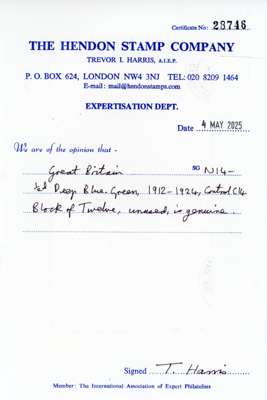 Certificate No: 28746
THE HENDON STAMP COMPANY
TREVOR I. HARRIS, A.I.E.P.
P. O. BOX 624, LONDON NW4 3NJ TEL: 020 8209 1464
E-mail: mail@hendonstamps.com
EXPERTISATION DEPT.
Date 4 MAY 2025
We are of the opinion that -
Great Britain SG N14-
½d Deep Blue-Green, 1912-1924, Control C14
Block of Twelve, unused, is genuine.
Signed T. Harris
Member: The International Association of Expert Philatelists